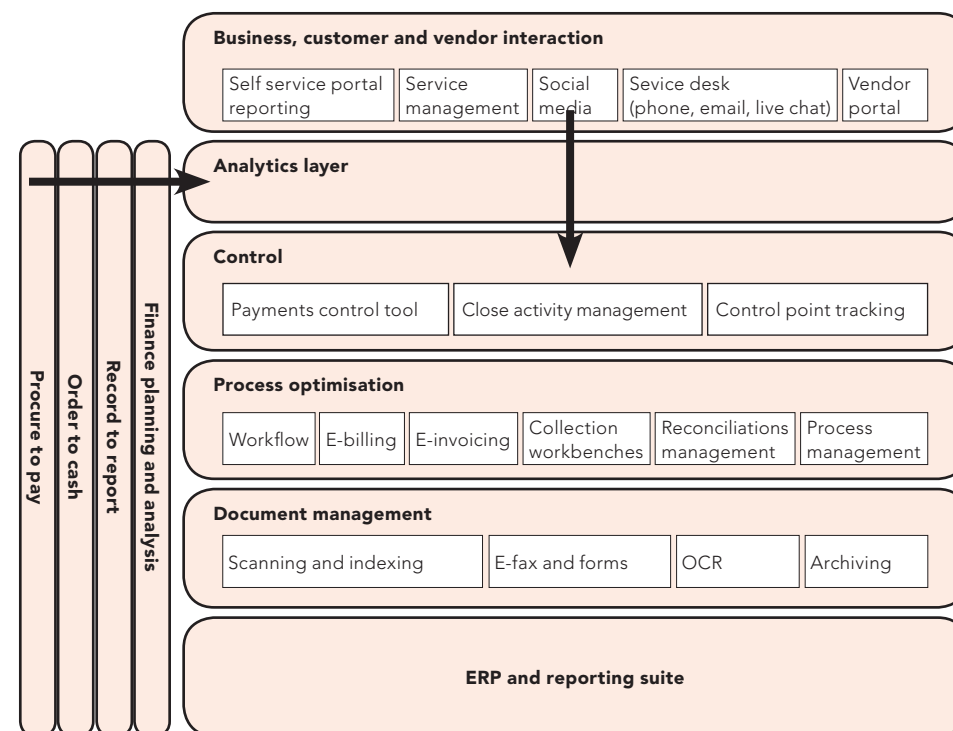 Business, customer and vendor interaction
Self service portal
reporting
Service
management
Social
media
Sevice desk
(phone, email, live chat)
Vendor
portal
Analytics layer
Control
Payments control tool
Close activity management
Control point tracking
Process optimisation
Workflow
E-billing
E-invoicing
Collection
workbenches
Reconciliations
management
Process
management
Document management
Scanning and indexing
E-fax and forms
OCR
Archiving
ERP and reporting suite
Procure to pay
Order to cash
Record to report
Finance planning and analysis